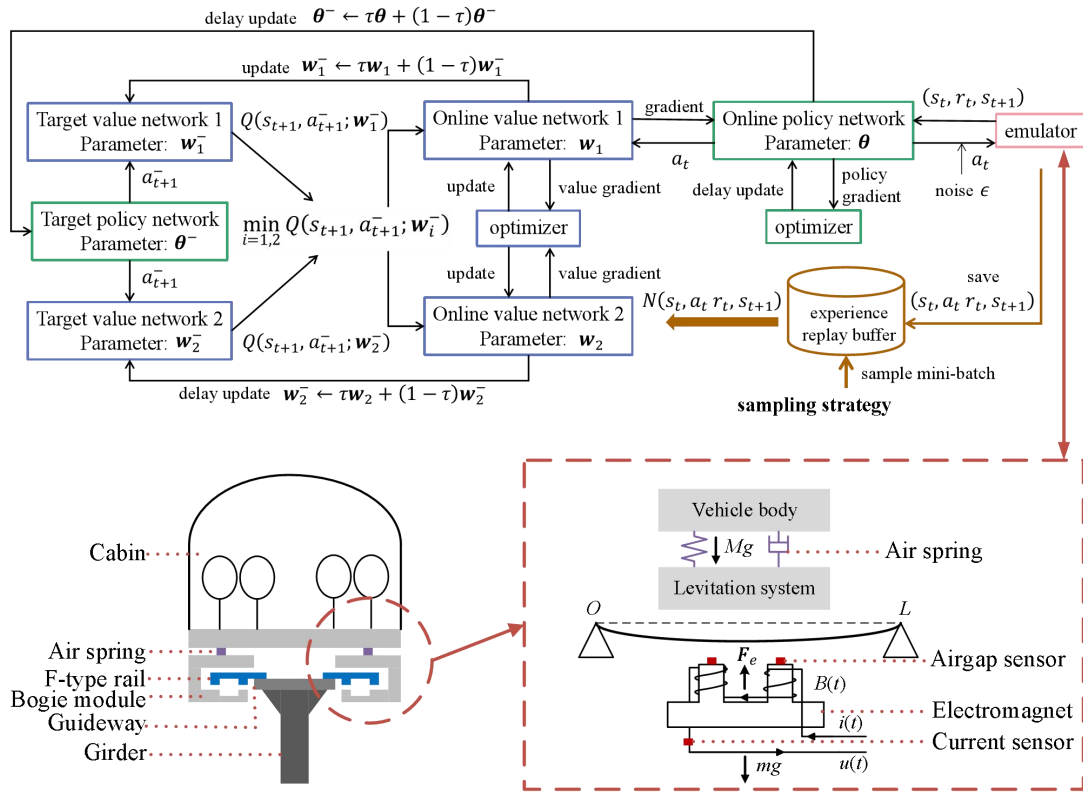 delay update 𝜽⁻ ← τ𝜽 + (1 − τ)𝜽⁻
update 𝒘₁⁻ ← τ𝒘₁ + (1 − τ)𝒘₁⁻
Target value network 1
Parameter: 𝒘₁⁻
Q(sₜ₊₁, a⁻ₜ₊₁; 𝒘₁⁻)
Online value network 1
Parameter: 𝒘₁
gradient
aₜ
Online policy network
Parameter: 𝜽
(sₜ, rₜ, sₜ₊₁)
emulator
aₜ
noise ϵ
a⁻ₜ₊₁
update
value gradient
delay update
policy
gradient
Target policy network
Parameter: 𝜽⁻
min Q(sₜ₊₁, a⁻ₜ₊₁; 𝒘ᵢ⁻)
i=1,2
optimizer
optimizer
a⁻ₜ₊₁
update
value gradient
Target value network 2
Parameter: 𝒘₂⁻
Q(sₜ₊₁, a⁻ₜ₊₁; 𝒘₂⁻)
Online value network 2
Parameter: 𝒘₂
N(sₜ, aₜ rₜ, sₜ₊₁)
experience
replay buffer
save
(sₜ, aₜ rₜ, sₜ₊₁)
delay update 𝒘₂⁻ ← τ𝒘₂ + (1 − τ)𝒘₂⁻
sample mini-batch
sampling strategy
Cabin
Air spring
F-type rail
Bogie module
Guideway
Girder
Vehicle body
Mg
Air spring
Levitation system
O
L
Fₑ
Airgap sensor
B(t)
Electromagnet
i(t)
Current sensor
u(t)
mg